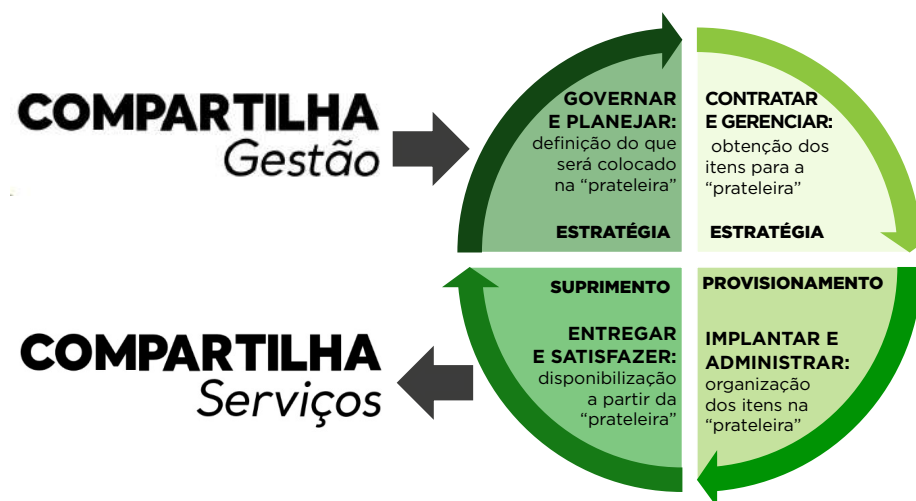 COMPARTILHA
Gestão
GOVERNAR
E PLANEJAR:
definição do que
será colocado
na “prateleira”
ESTRATÉGIA
CONTRATAR
E GERENCIAR:
obtenção dos
itens para a
“prateleira”
ESTRATÉGIA
COMPARTILHA
Serviços
SUPRIMENTO
ENTREGAR
E SATISFAZER:
disponibilização
a partir da
“prateleira”
PROVISIONAMENTO
IMPLANTAR E
ADMINISTRAR:
organização
dos itens na
“prateleira”